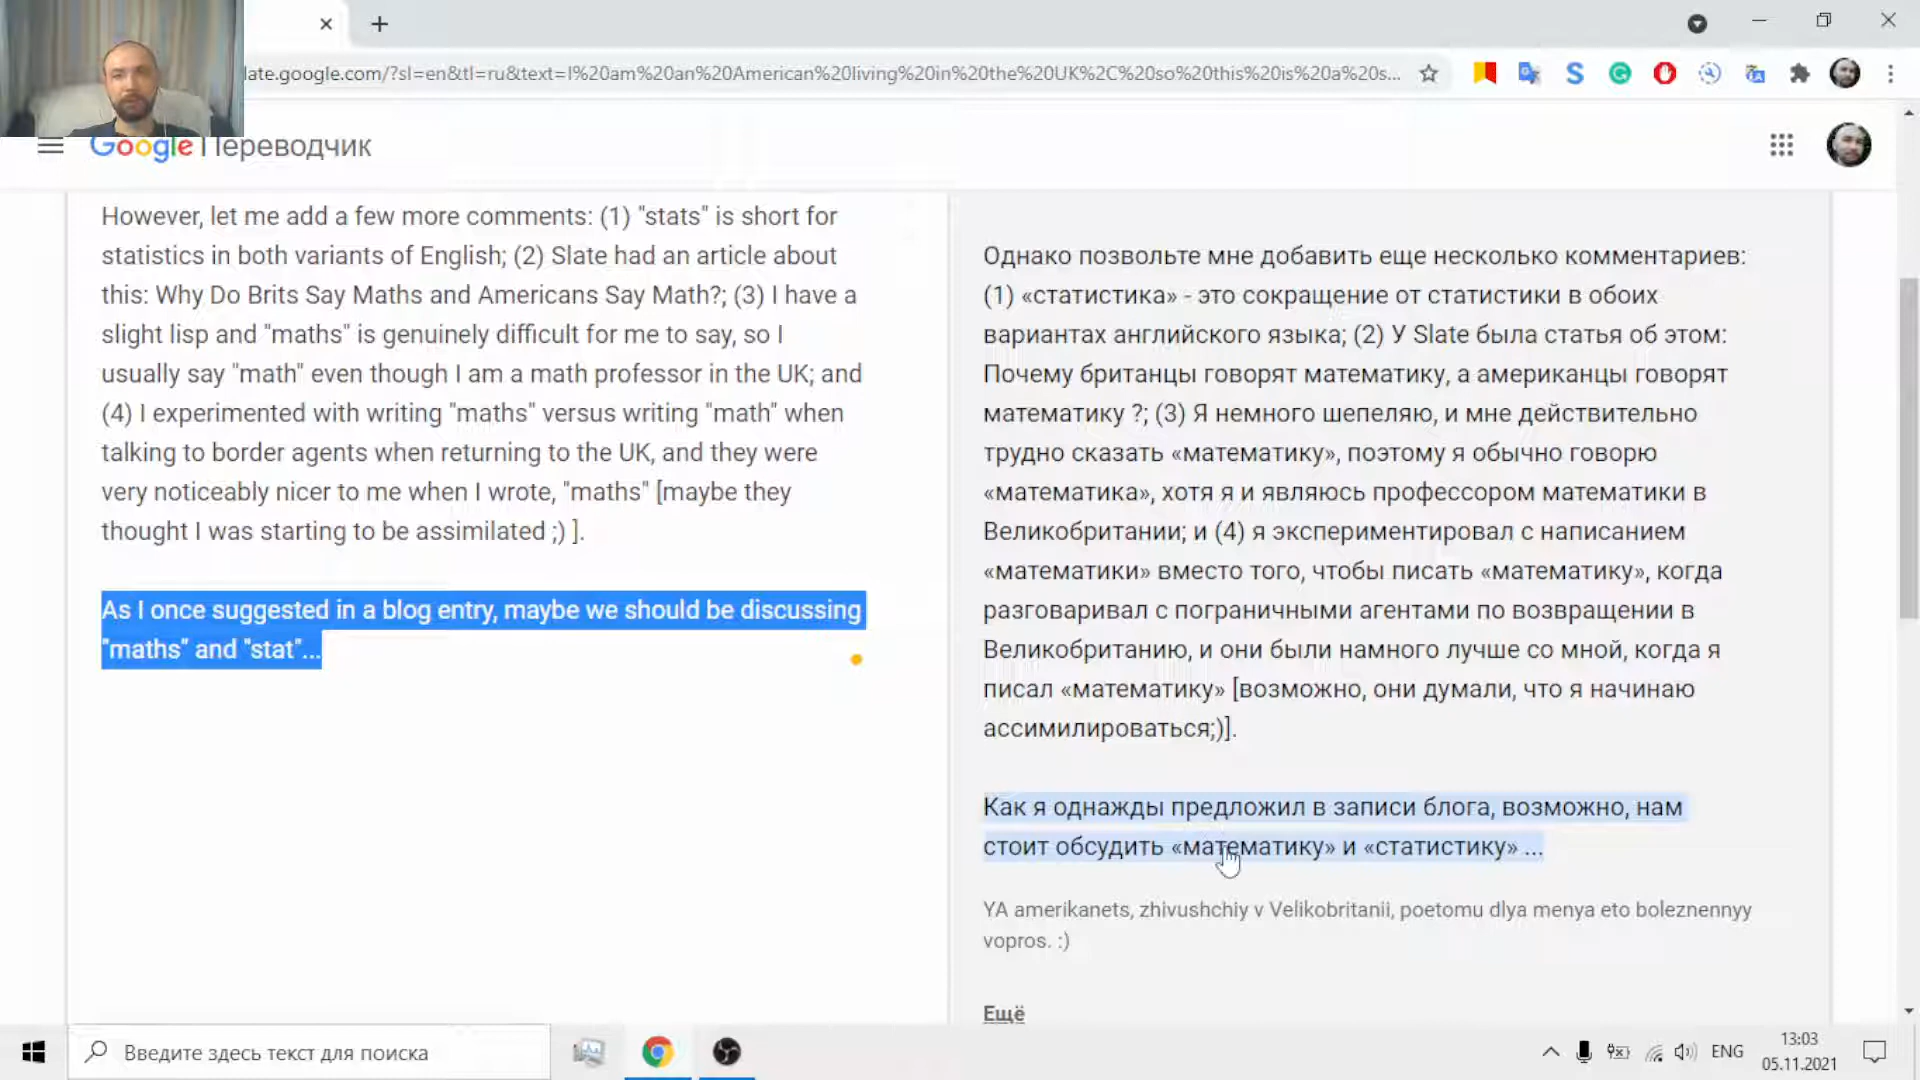 late.google.com/?sl=en&tl=ru&text=I%20am%20an%20American%20living%20in%20the%20UK%2C%20so%20this%20is%20a%20s...
Google Переводчик
However, let me add a few more comments: (1) "stats" is short for
statistics in both variants of English; (2) Slate had an article about
this: Why Do Brits Say Maths and Americans Say Math?; (3) I have a
slight lisp and "maths" is genuinely difficult for me to say, so I
usually say "math" even though I am a math professor in the UK; and
(4) I experimented with writing "maths" versus writing "math" when
talking to border agents when returning to the UK, and they were
very noticeably nicer to me when I wrote, "maths" [maybe they
thought I was starting to be assimilated ;) ].
As I once suggested in a blog entry, maybe we should be discussing
"maths" and "stat"...
Однако позвольте мне добавить еще несколько комментариев:
(1) «статистика» - это сокращение от статистики в обоих
вариантах английского языка; (2) У Slate была статья об этом:
Почему британцы говорят математику, а американцы говорят
математику ?; (3) Я немного шепеляю, и мне действительно
трудно сказать «математику», поэтому я обычно говорю
«математика», хотя я и являюсь профессором математики в
Великобритании; и (4) я экспериментировал с написанием
«математики» вместо того, чтобы писать «математику», когда
разговаривал с пограничными агентами по возвращении в
Великобританию, и они были намного лучше со мной, когда я
писал «математику» [возможно, они думали, что я начинаю
ассимилироваться;)].
Как я однажды предложил в записи блога, возможно, нам
стоит обсудить «математику» и «статистику» ...
YA amerikanets, zhivushchiy v Velikobritanii, poetomu dlya menya eto boleznennyy
vopros. :)
Ещё
Введите здесь текст для поиска
ENG
13:03
05.11.2021